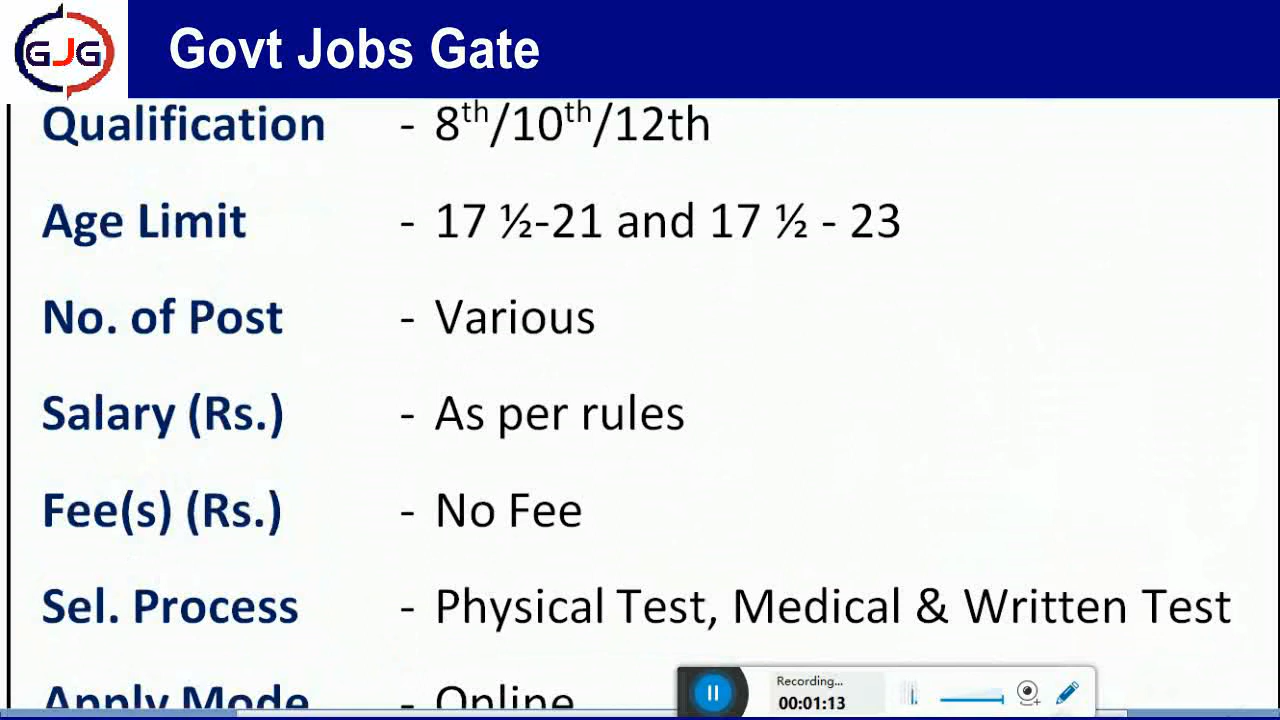 GJG
Govt Jobs Gate
Qualification - 8th/10th/12th
Age Limit - 17 ½-21 and 17 ½ - 23
No. of Post - Various
Salary (Rs.) - As per rules
Fee(s) (Rs.) - No Fee
Sel. Process - Physical Test, Medical & Written Test
Apply Mode - Online
Recording...
00:01:13